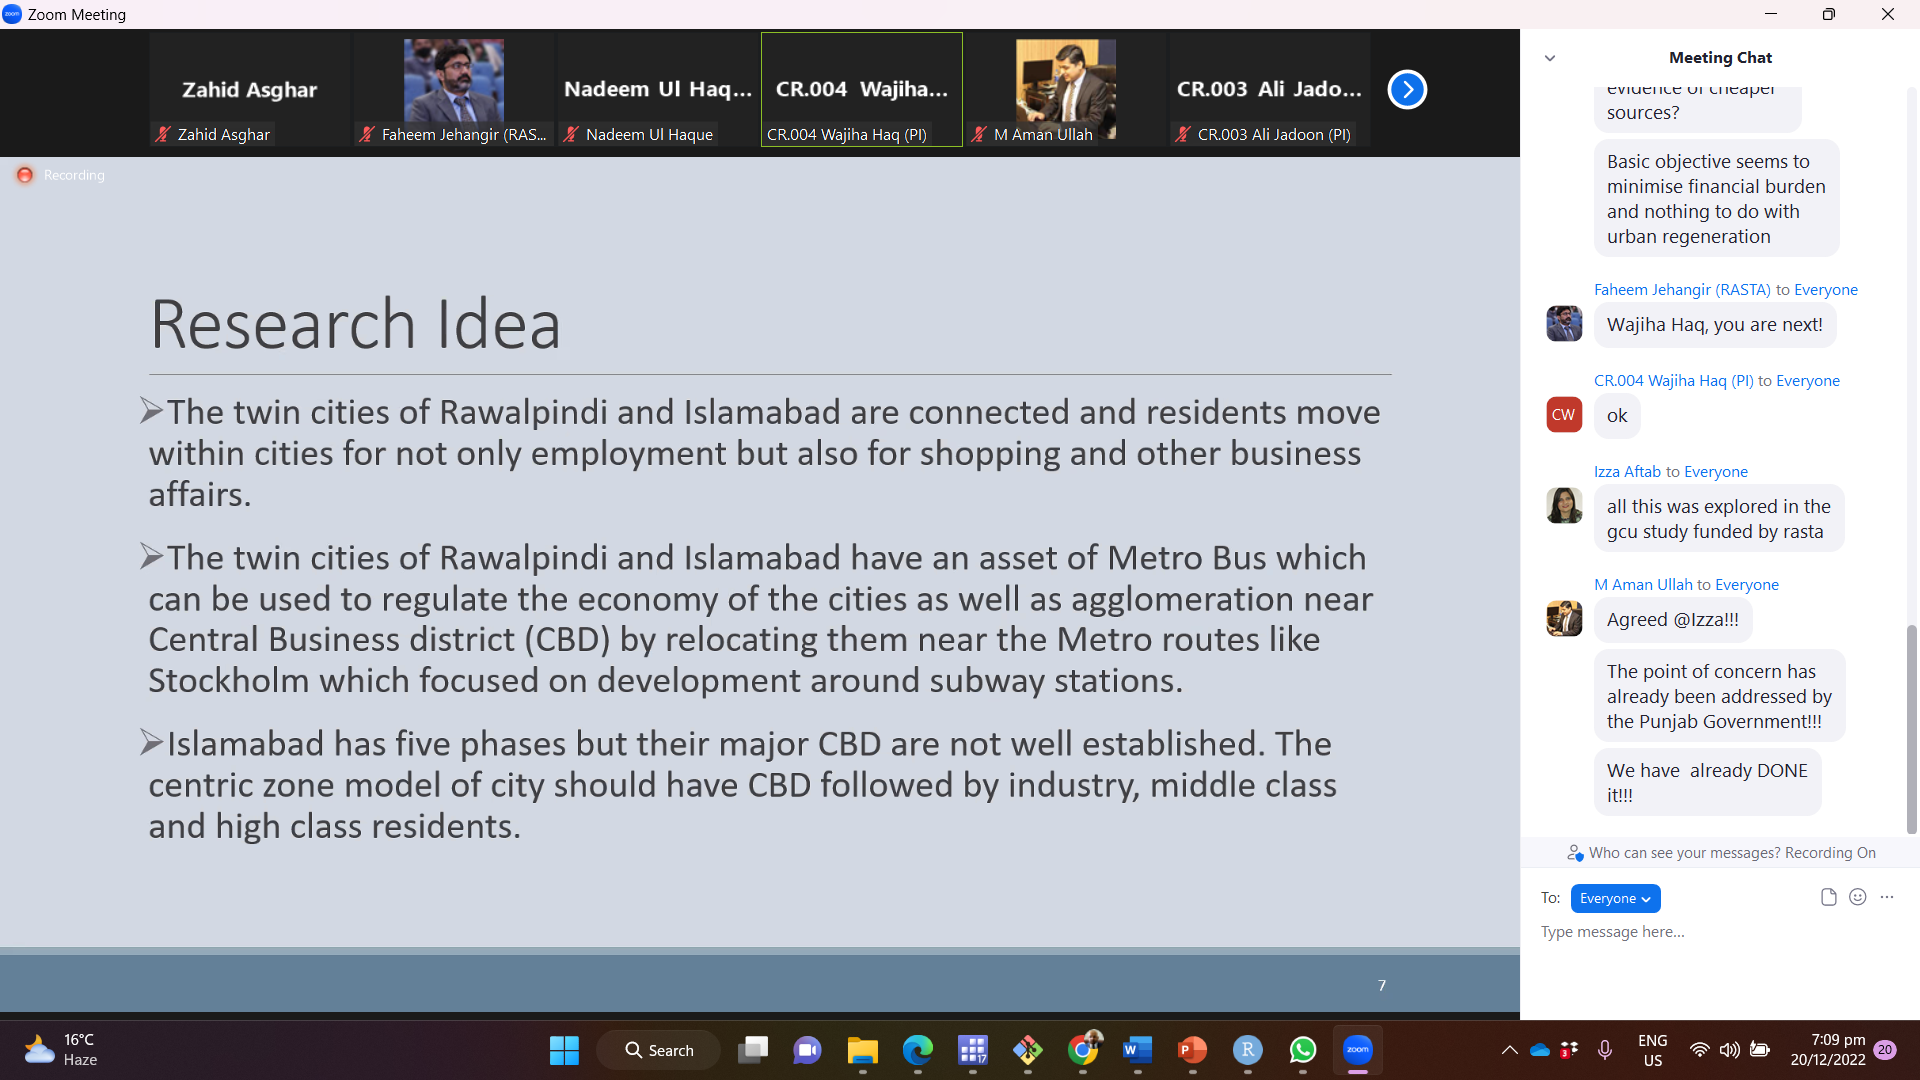 Zoom Meeting
Zahid Asghar
Nadeem Ul Haq...
CR.004 Wajiha...
CR.003 Ali Jado...
Zahid Asghar
Faheem Jehangir (RAS...
Nadeem Ul Haque
CR.004 Wajiha Haq (PI)
M Aman Ullah
CR.003 Ali Jadoon (PI)
Recording
Research Idea
➢The twin cities of Rawalpindi and Islamabad are connected and residents move
within cities for not only employment but also for shopping and other business
affairs.
➢The twin cities of Rawalpindi and Islamabad have an asset of Metro Bus which
can be used to regulate the economy of the cities as well as agglomeration near
Central Business district (CBD) by relocating them near the Metro routes like
Stockholm which focused on development around subway stations.
➢Islamabad has five phases but their major CBD are not well established. The
centric zone model of city should have CBD followed by industry, middle class
and high class residents.
7
Meeting Chat
evidence of cheaper
sources?
Basic objective seems to
minimise financial burden
and nothing to do with
urban regeneration
Faheem Jehangir (RASTA) to Everyone
Wajiha Haq, you are next!
CR.004 Wajiha Haq (PI) to Everyone
CW
ok
Izza Aftab to Everyone
all this was explored in the
gcu study funded by rasta
M Aman Ullah to Everyone
Agreed @Izza!!!
The point of concern has
already been addressed by
the Punjab Government!!!
We have  already DONE
it!!!
Who can see your messages? Recording On
To:
Everyone
Type message here...
16°C
Haze
Search
17
W
P
R
zoom
3
ENG
US
7:09 pm
20/12/2022
20